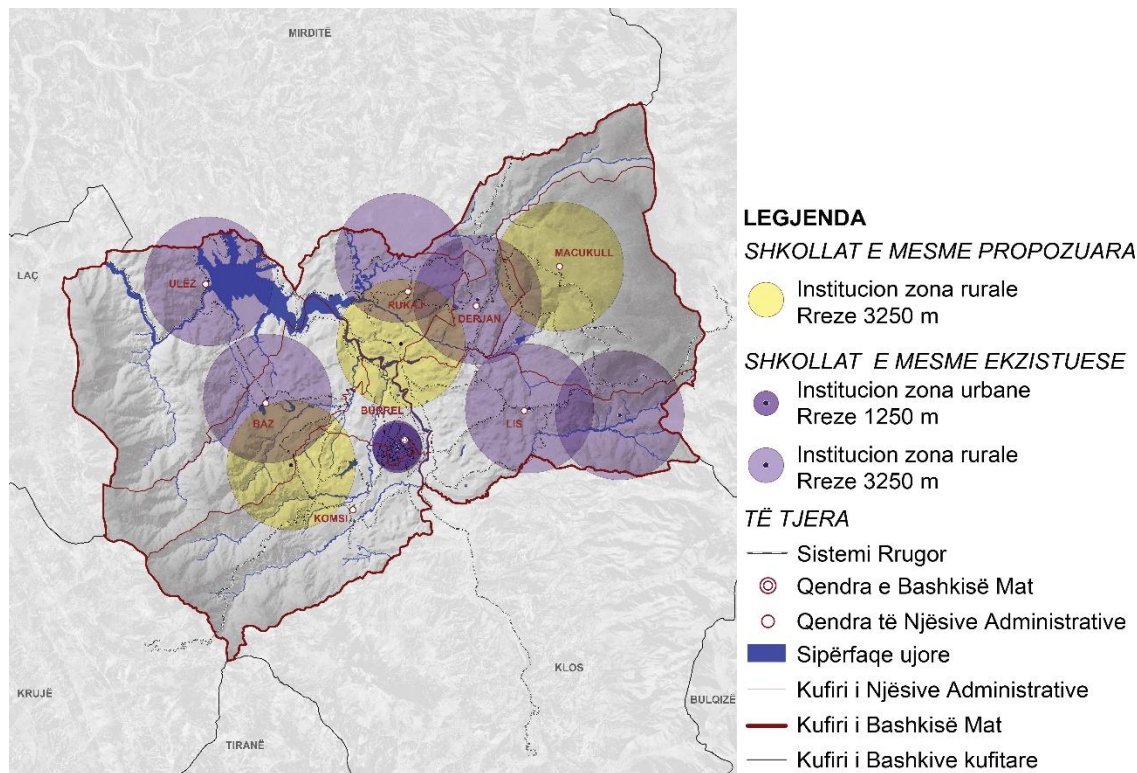 MIRDITË
LAÇ
ULËZ
MACUKULL
RUKAJ
DERJAN
BURREL
BAZ
LIS
KOMSI
KLOS
KRUJË
BULQIZË
TIRANË
LEGJENDA
SHKOLLAT E MESME PROPOZUARA
Institucion zona rurale
Rreze 3250 m
SHKOLLAT E MESME EKZISTUESE
Institucion zona urbane
Rreze 1250 m
Institucion zona rurale
Rreze 3250 m
TË TJERA
Sistemi Rrugor
Qendra e Bashkisë Mat
Qendra të Njësive Administrative
Sipërfaqe ujore
Kufiri i Njësive Administrative
Kufiri i Bashkisë Mat
Kufiri i Bashkive kufitare